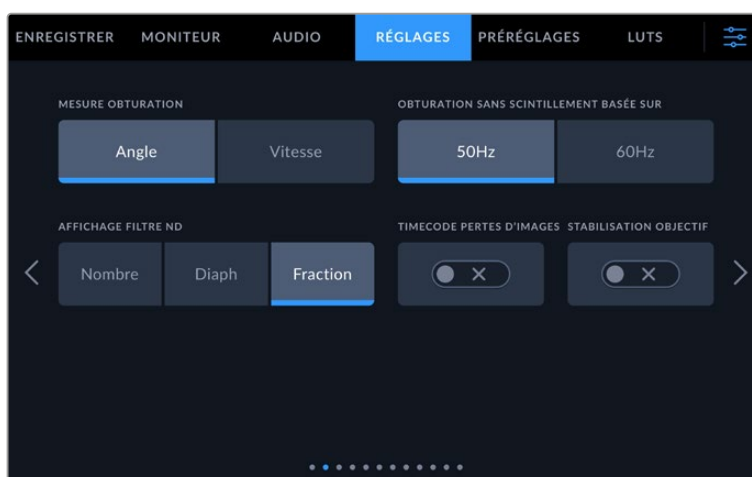 ENREGISTRER MONITEUR AUDIO RÉGLAGES PRÉRÉGLAGES LUTS
MESURE OBTURATION OBTURATION SANS SCINTILLEMENT BASÉE SUR
Angle Vitesse 50Hz 60Hz
AFFICHAGE FILTRE ND TIMECODE PERTES D'IMAGES STABILISATION OBJECTIF
Nombre Diaph Fraction